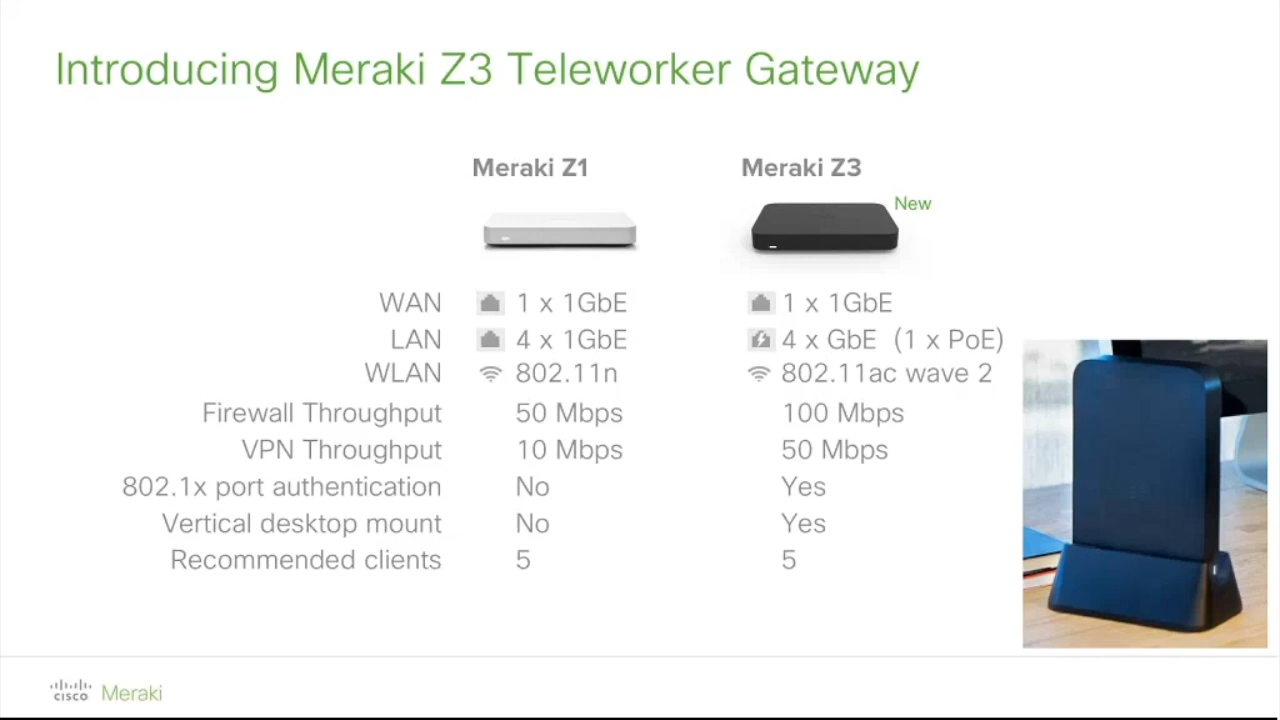 Introducing Meraki Z3 Teleworker Gateway
Meraki Z1 Meraki Z3
New
WAN 1 x 1GbE 1 x 1GbE
LAN 4 x 1GbE 4 x GbE (1 x PoE)
WLAN 802.11n 802.11ac wave 2
Firewall Throughput 50 Mbps 100 Mbps
VPN Throughput 10 Mbps 50 Mbps
802.1x port authentication No Yes
Vertical desktop mount No Yes
Recommended clients 5 5
cisco Meraki